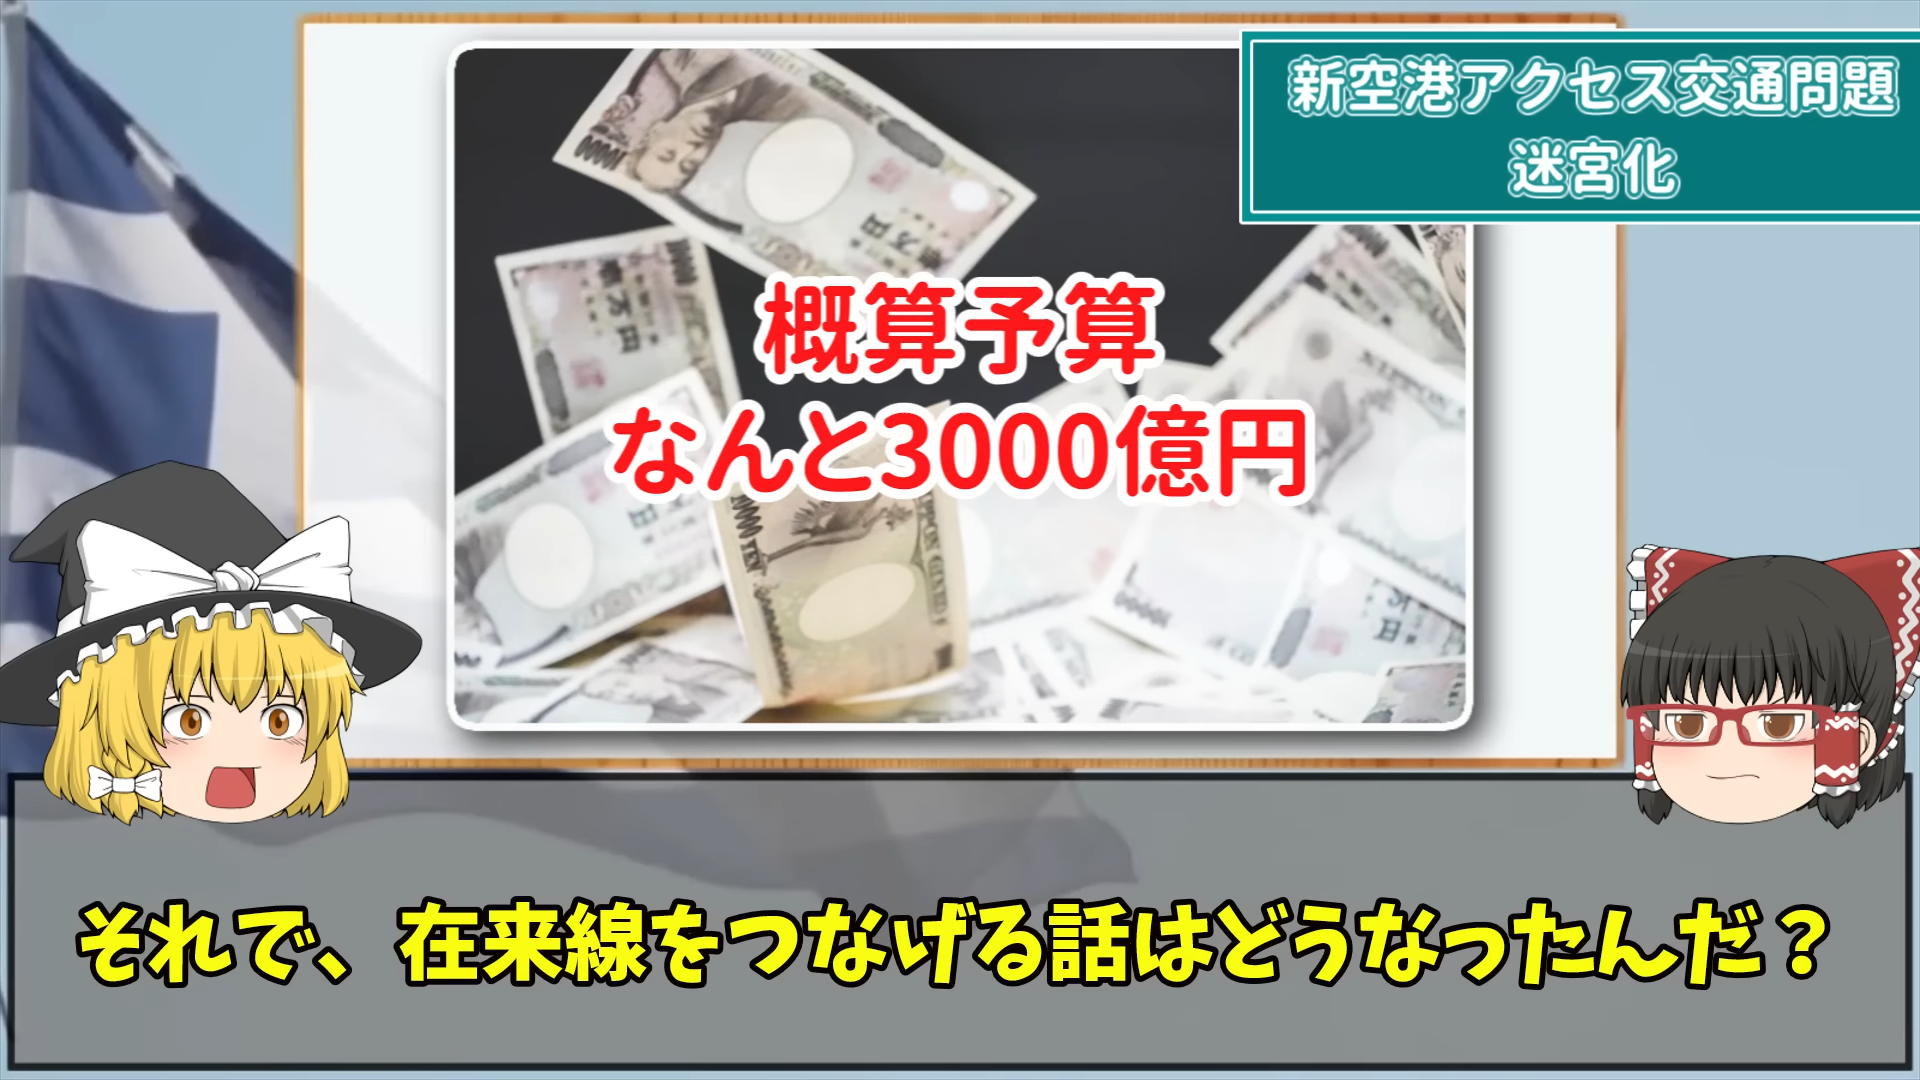 新空港アクセス交通問題
迷宮化
概算予算
なんと3000億円
それで、在来線をつなげる話はどうなったんだ？